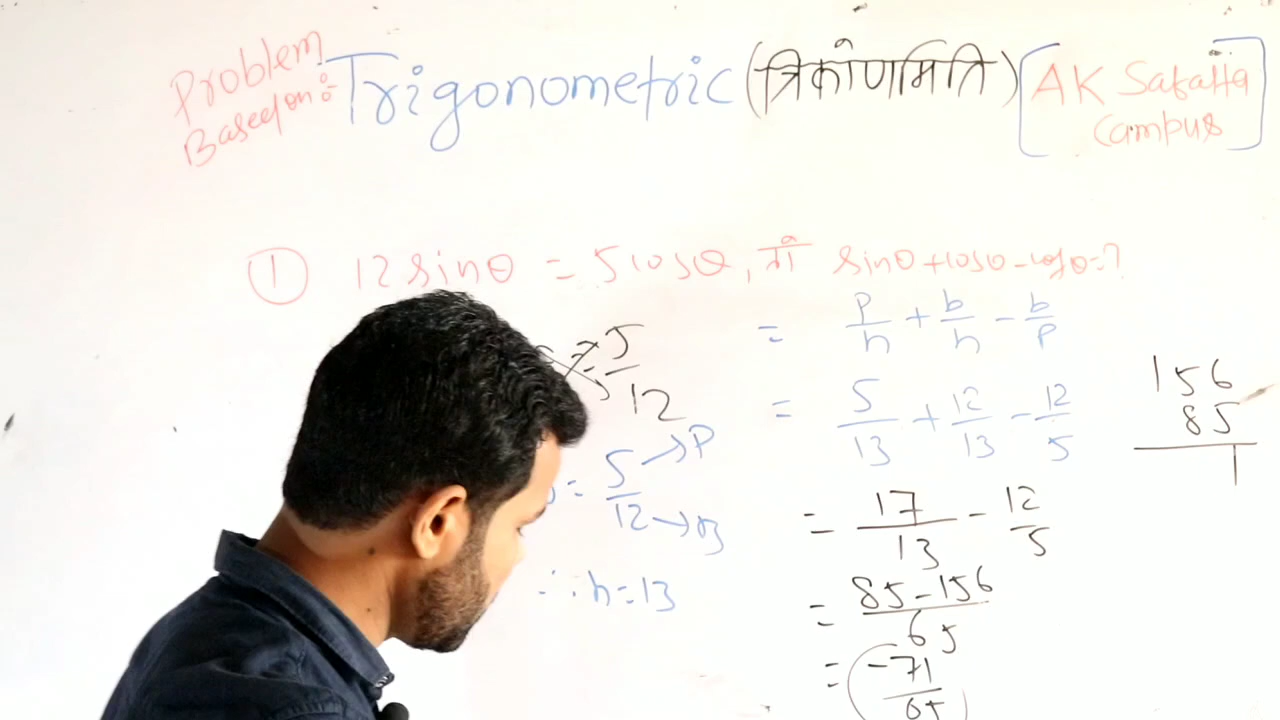 Problem
Based on :-
Trigonometric (त्रिकोणमिति)
AK Safalta
Campus
① 12 sinθ = 5 cosθ, तो sinθ + cosθ - cotθ = ?
= 5/12
= 5/12 → P
→ B
∴ h = 13
= P/h + b/h - b/P
= 5/13 + 12/13 - 12/5
= 17/13 - 12/5
= 85-156/65
= -71/65
156
85
1